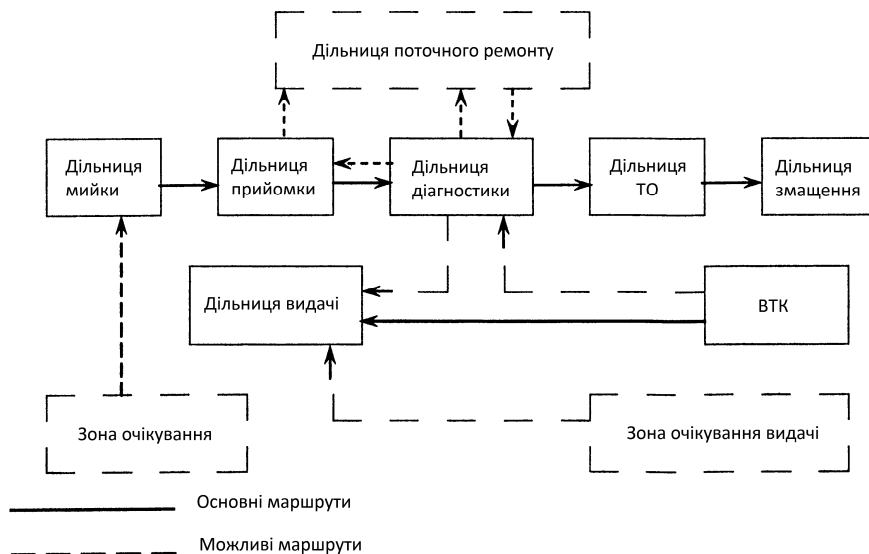 Дільниця поточного ремонту
Дільниця
мийки
Дільниця
прийомки
Дільниця
діагностики
Дільниця
ТО
Дільниця
змащення
Дільниця видачі
ВТК
Зона очікування
Зона очікування видачі
Основні маршрути
Можливі маршрути